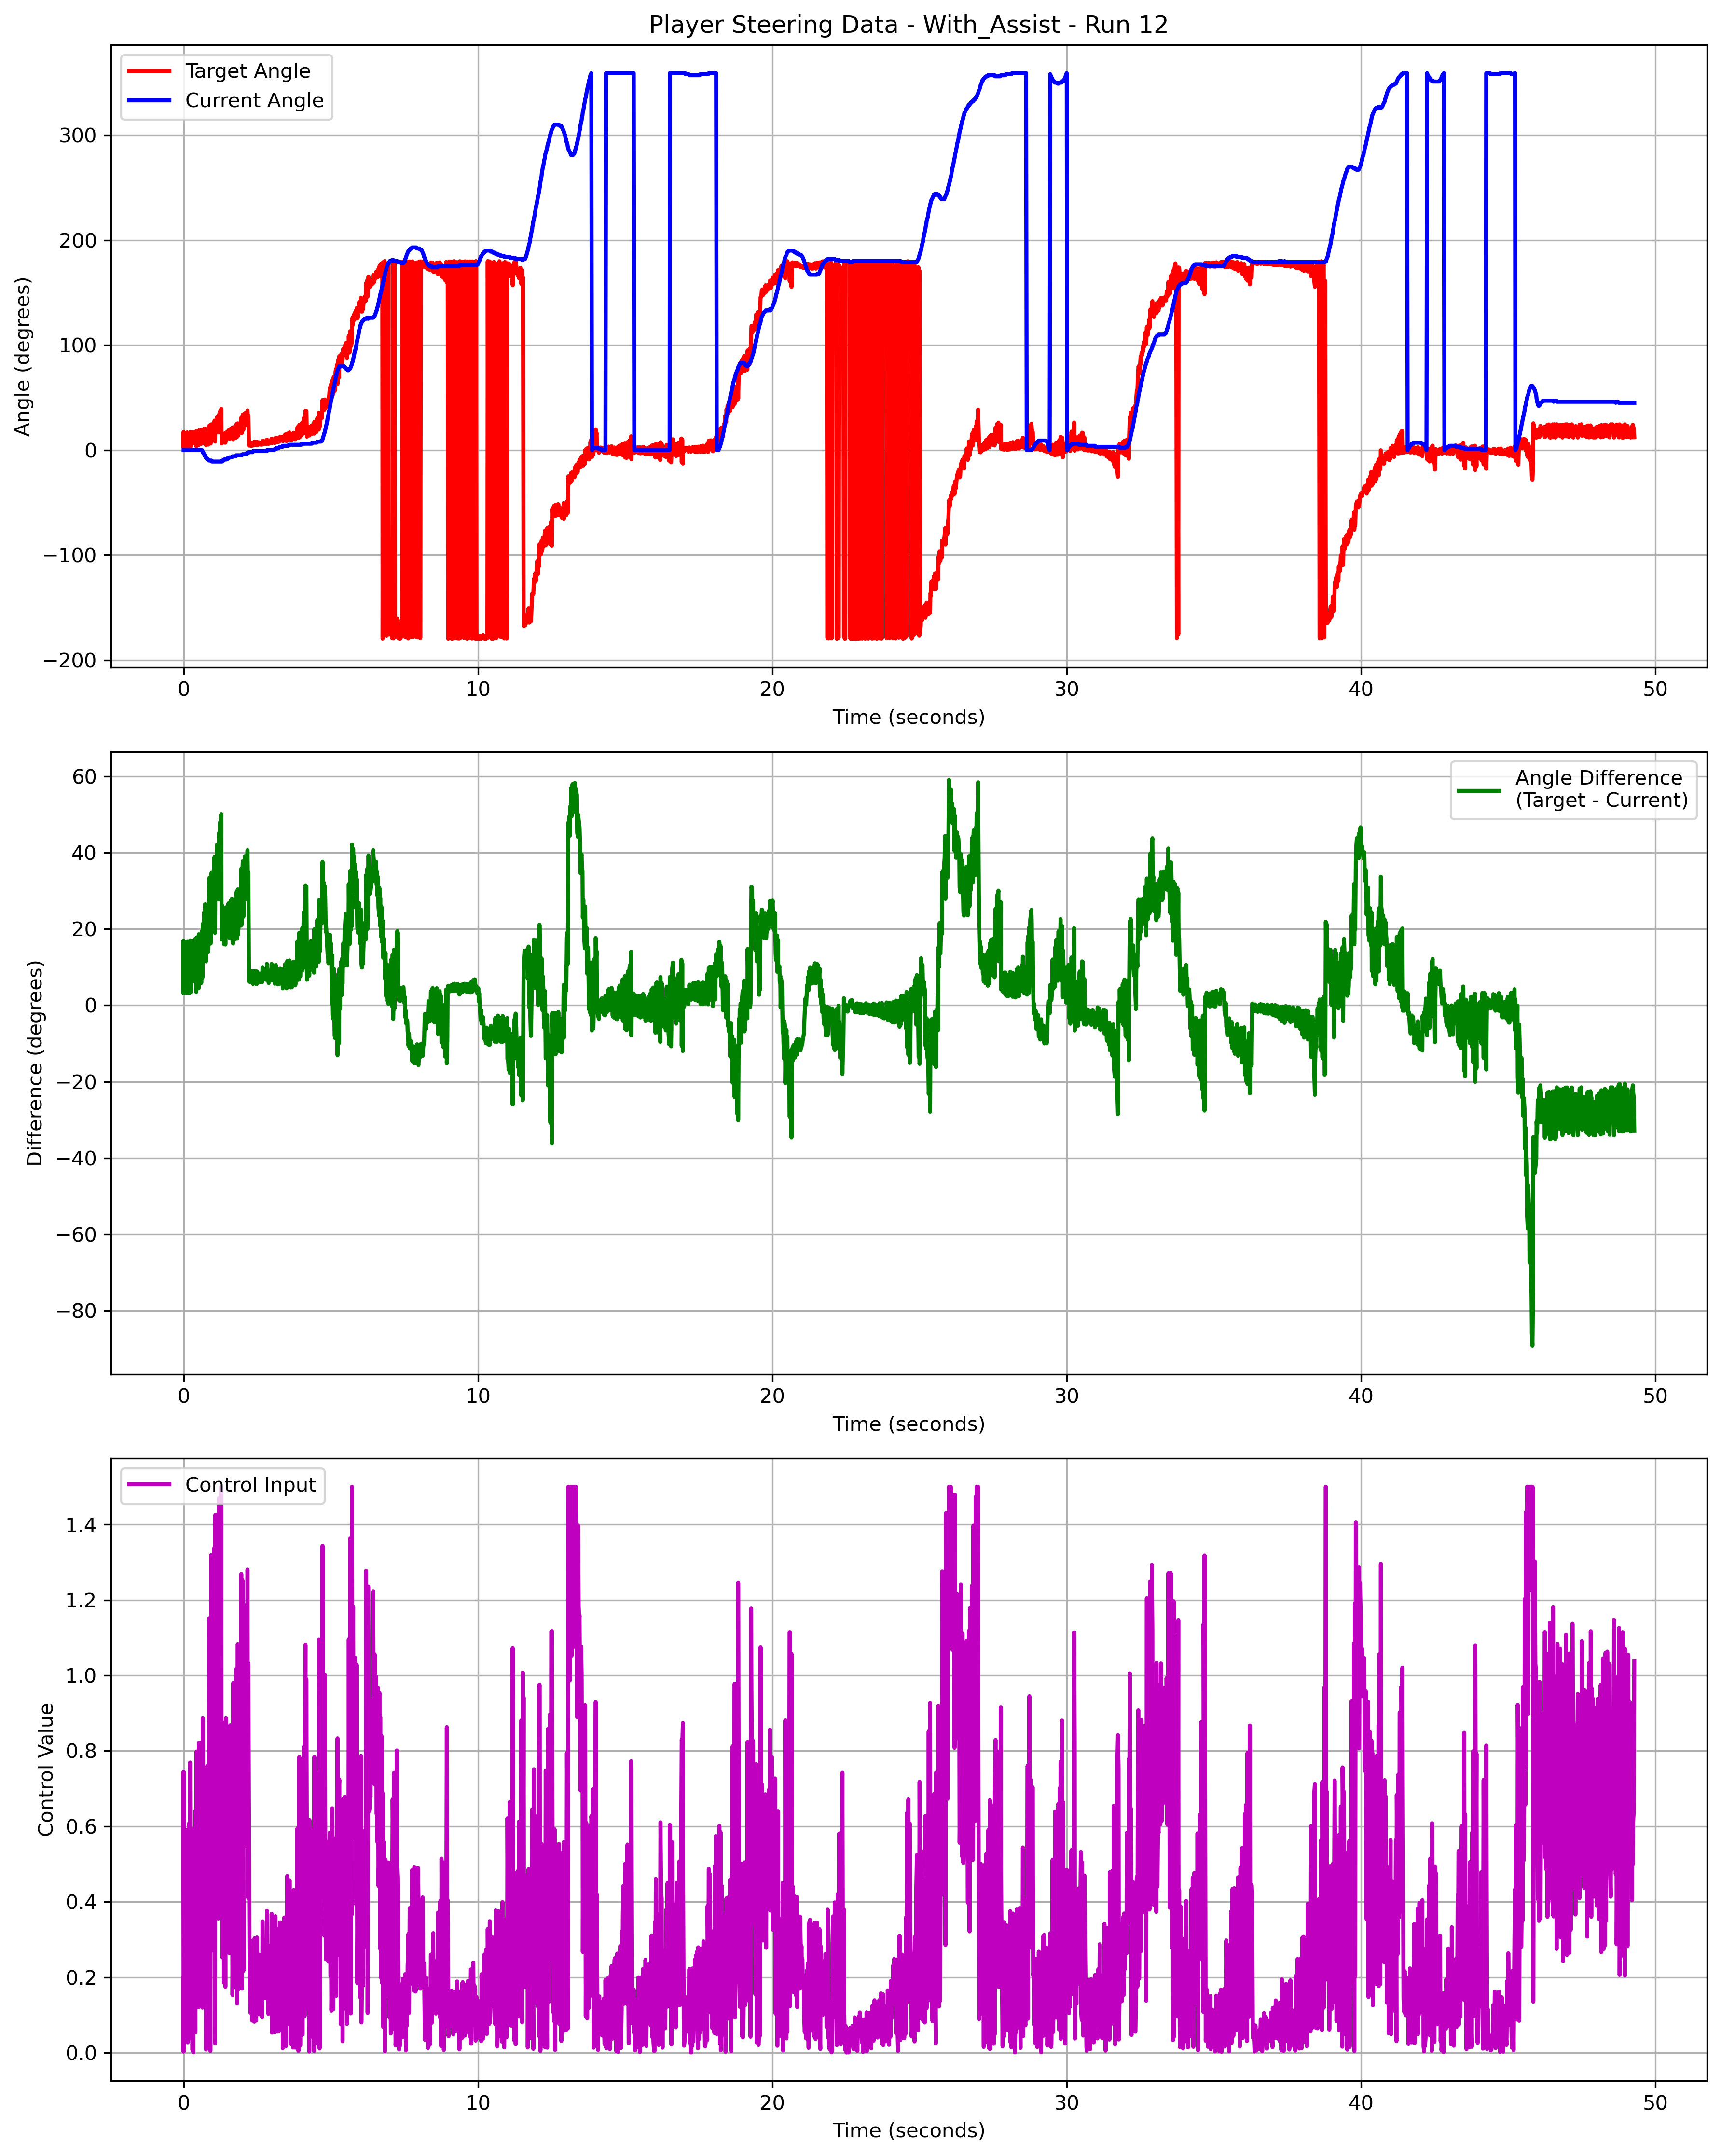 Player Steering Data - With_Assist - Run 12
Target Angle
Current Angle
Angle (degrees)
300
200
100
0
−100
−200
0 10 20 30 40 50
Time (seconds)
Angle Difference
(Target - Current)
Difference (degrees)
60
40
20
0
−20
−40
−60
−80
0 10 20 30 40 50
Time (seconds)
Control Input
Control Value
1.4
1.2
1.0
0.8
0.6
0.4
0.2
0.0
0 10 20 30 40 50
Time (seconds)